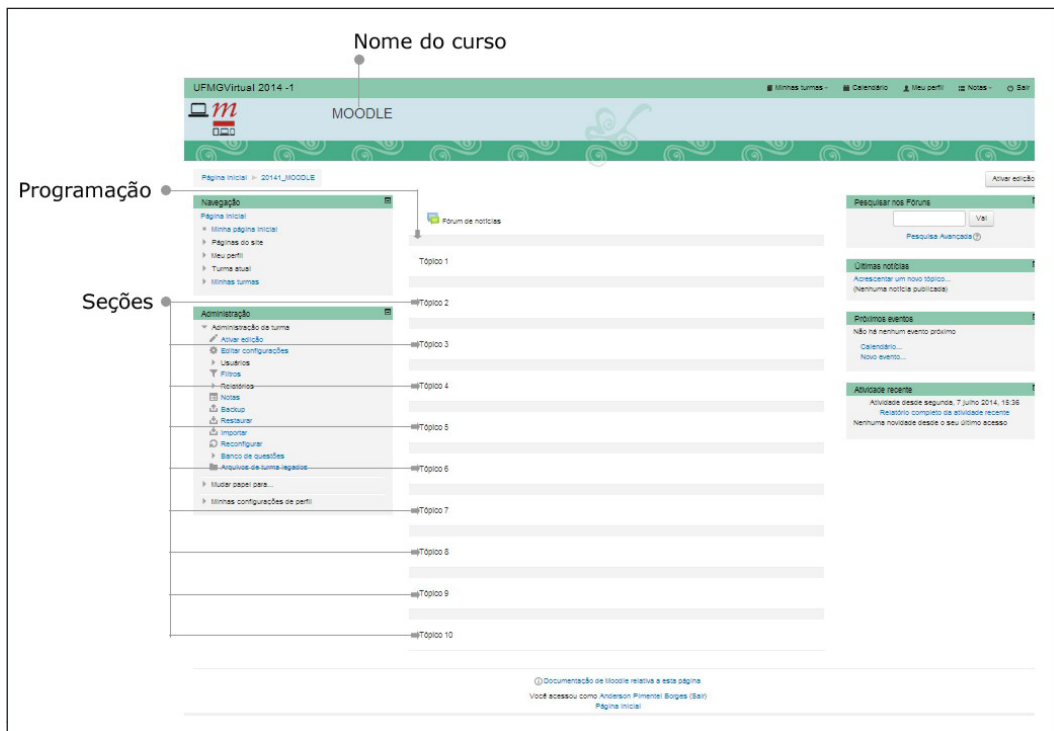 Nome do curso
UFMGVirtual 2014 -1
Minhas turmas
Calendário
Meu perfil
Notas
Sair
m
MOODLE
Programação
Página inicial
20141_MOODLE
Ativar edição
Navegação
Página inicial
Minha página inicial
Páginas do site
Meu perfil
Turma atual
Minhas turmas
Seções
Administração
Administração da turma
Ativar edição
Editar configurações
Usuários
Filtros
Relatórios
Notas
Backup
Restaurar
Importar
Reconfigurar
Banco de questões
Arquivos de turma legados
Mudar papel para...
Minhas configurações de perfil
Fórum de notícias
Tópico 1
Tópico 2
Tópico 3
Tópico 4
Tópico 5
Tópico 6
Tópico 7
Tópico 8
Tópico 9
Tópico 10
Pesquisar nos Fóruns
Vai
Pesquisa Avançada
Últimas notícias
Acrescentar um novo tópico...
(Nenhuma notícia publicada)
Próximos eventos
Não há nenhum evento próximo
Calendário...
Novo evento...
Atividade recente
Atividade desde segunda, 7 julho 2014, 15:36
Relatório completo da atividade recente
Nenhuma novidade desde o seu último acesso
Documentação de Moodle relativa a esta página
Você acessou como Anderson Pimentel Borges (Sair)
Página inicial